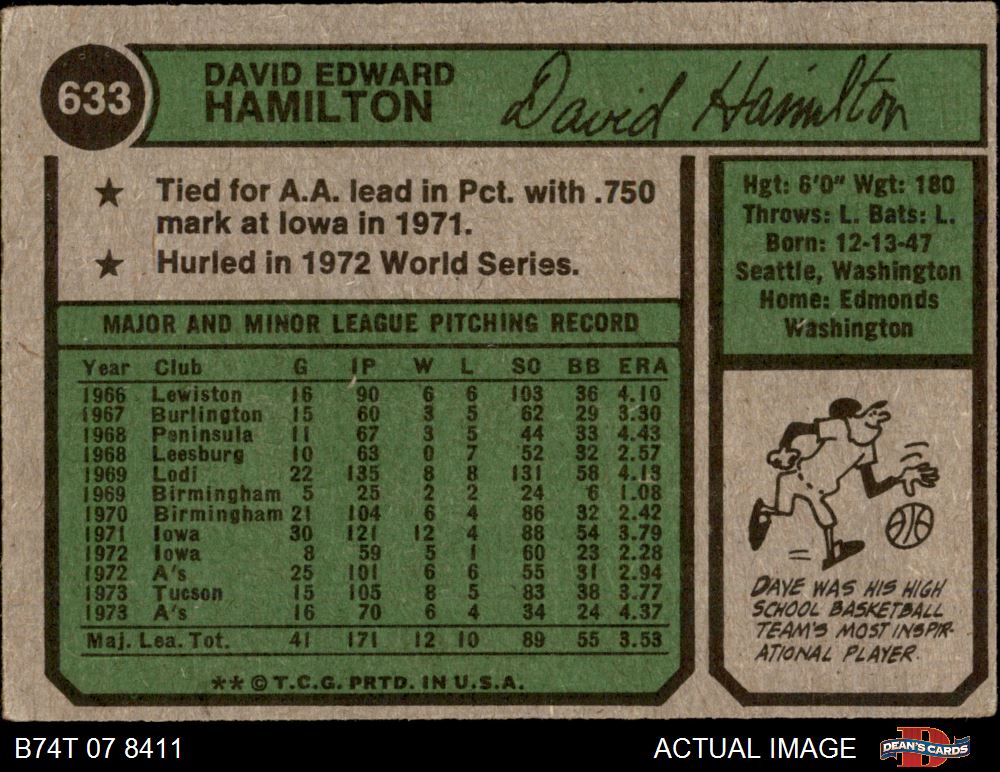 633
DAVID EDWARD
HAMILTON
David Hamilton
★ Tied for A.A. lead in Pct. with .750
mark at Iowa in 1971.
★ Hurled in 1972 World Series.
Hgt: 6'0" Wgt: 180
Throws: L. Bats: L.
Born: 12-13-47
Seattle, Washington
Home: Edmonds
Washington
MAJOR AND MINOR LEAGUE PITCHING RECORD
Year Club G IP W L SO BB ERA
1966 Lewiston 16 90 6 6 103 36 4.10
1967 Burlington 15 60 3 5 62 29 3.30
1968 Peninsula 11 67 3 5 44 33 4.43
1968 Leesburg 10 63 0 7 52 32 2.57
1969 Lodi 22 135 8 8 131 58 4.13
1969 Birmingham 5 25 2 2 24 6 1.08
1970 Birmingham 21 104 6 4 86 32 2.42
1971 Iowa 30 121 12 4 88 54 3.79
1972 Iowa 8 59 5 1 60 23 2.28
1972 A's 25 101 6 6 55 31 2.94
1973 Tucson 15 105 8 5 83 38 3.77
1973 A's 16 70 6 4 34 24 4.37
Maj. Lea. Tot. 41 171 12 10 89 55 3.53
** © T.C.G. PRTD. IN U.S.A.
DAVE WAS HIS HIGH
SCHOOL BASKETBALL
TEAM'S MOST INSPIR-
ATIONAL PLAYER.
B74T 07 8411
ACTUAL IMAGE
DEAN'S CARDS